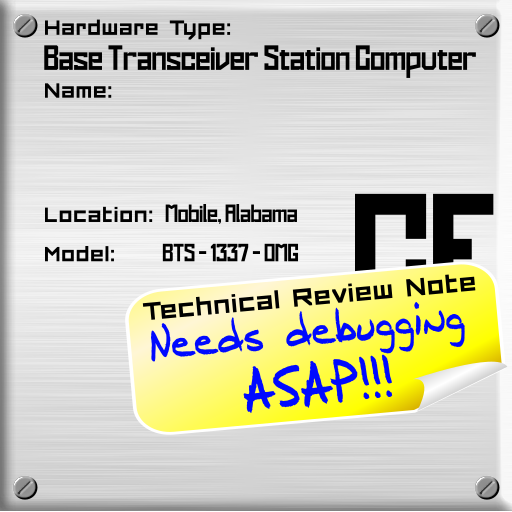 Hardware Type:
Base Transceiver Station Computer
Name:
Location: Mobile, Alabama
Model: BTS - 1337 - OMG
CE
Technical Review Note
Needs debugging
ASAP!!!